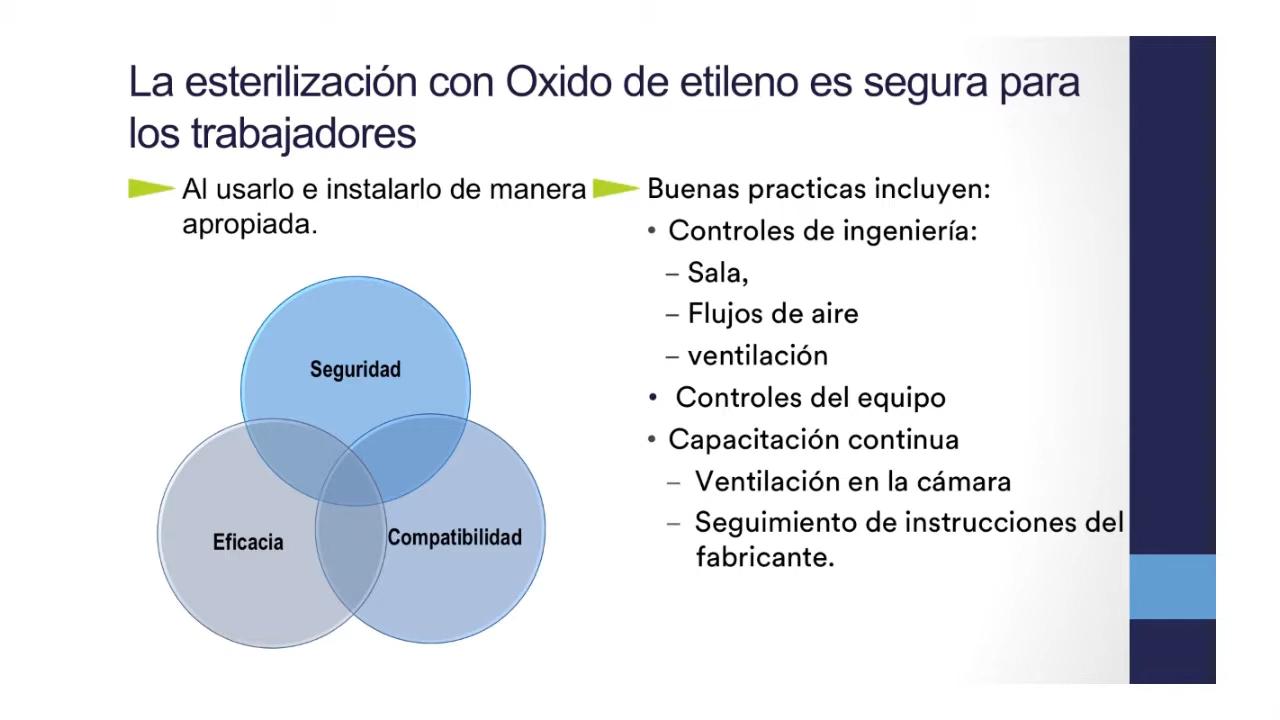 La esterilización con Oxido de etileno es segura para
los trabajadores
Al usarlo e instalarlo de manera
apropiada.
Seguridad
Eficacia
Compatibilidad
Buenas practicas incluyen:
• Controles de ingeniería:
– Sala,
– Flujos de aire
– ventilación
• Controles del equipo
• Capacitación continua
– Ventilación en la cámara
– Seguimiento de instrucciones del
fabricante.